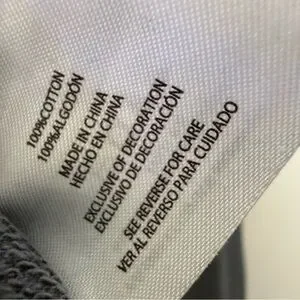 100%COTTON
100%ALGODÓN
MADE IN CHINA
HECHO EN CHINA
EXCLUSIVE OF DECORATION
EXCLUSIVO DE DECORACIÓN
SEE REVERSE FOR CARE
VER AL REVERSO PARA CUIDADO